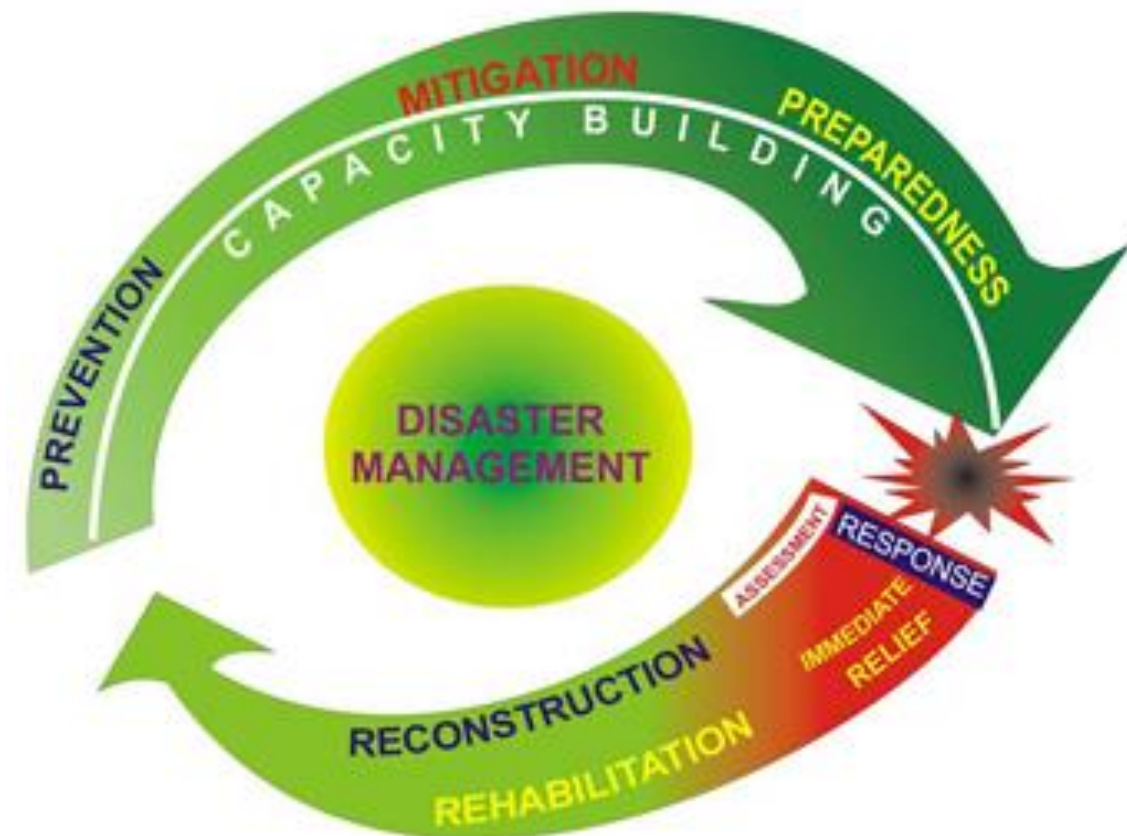 MITIGATION
PREPAREDNESS
CAPACITY BUILDING
PREVENTION
DISASTER
MANAGEMENT
RESPONSE
ASSESSMENT
IMMEDIATE
RELIEF
RECONSTRUCTION
REHABILITATION